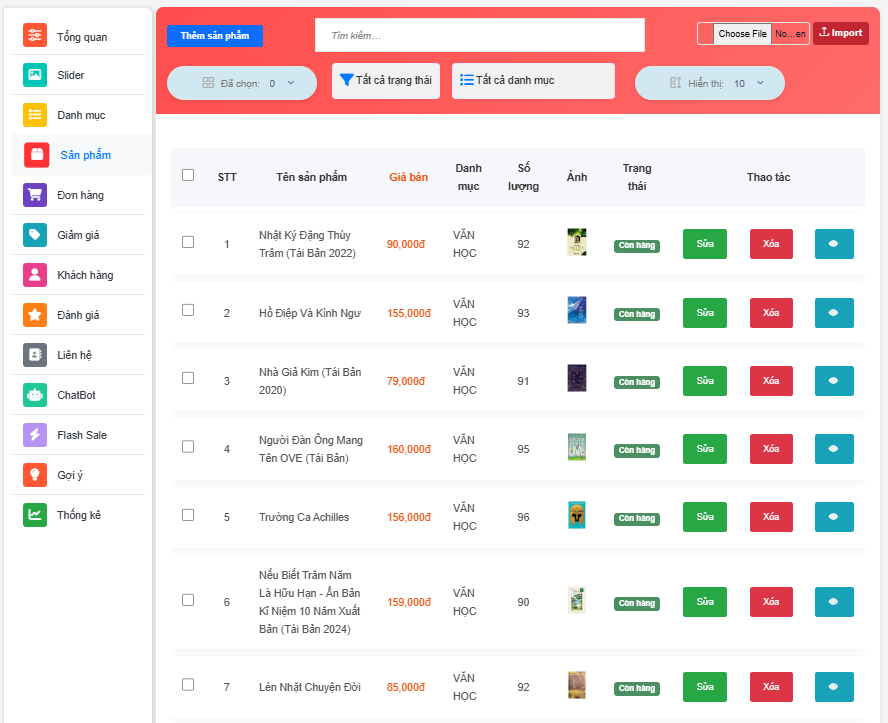 Tổng quan
Slider
Danh mục
Sản phẩm
Đơn hàng
Giảm giá
Khách hàng
Đánh giá
Liên hệ
ChatBot
Flash Sale
Gợi ý
Thống kê
Thêm sản phẩm
Tìm kiếm...
Choose File
No...en
Import
Đã chọn: 0
Tất cả trạng thái
Tất cả danh mục
Hiển thị: 10
STT
Tên sản phẩm
Giá bán
Danh
mục
Số
lượng
Ảnh
Trạng
thái
Thao tác
1
Nhật Ký Đặng Thùy
Trâm (Tái Bản 2022)
90,000đ
VĂN
HỌC
92
Còn hàng
Sửa
Xóa
2
Hồ Điệp Và Kình Ngư
155,000đ
VĂN
HỌC
93
Còn hàng
Sửa
Xóa
3
Nhà Giả Kim (Tái Bản
2020)
79,000đ
VĂN
HỌC
91
Còn hàng
Sửa
Xóa
4
Người Đàn Ông Mang
Tên OVE (Tái Bản)
160,000đ
VĂN
HỌC
95
Còn hàng
Sửa
Xóa
5
Trường Ca Achilles
156,000đ
VĂN
HỌC
96
Còn hàng
Sửa
Xóa
6
Nếu Biết Trăm Năm
Là Hữu Hạn - Ấn Bản
Kỉ Niệm 10 Năm Xuất
Bản (Tái Bản 2024)
159,000đ
VĂN
HỌC
90
Còn hàng
Sửa
Xóa
7
Lén Nhặt Chuyện Đời
85,000đ
VĂN
HỌC
92
Còn hàng
Sửa
Xóa